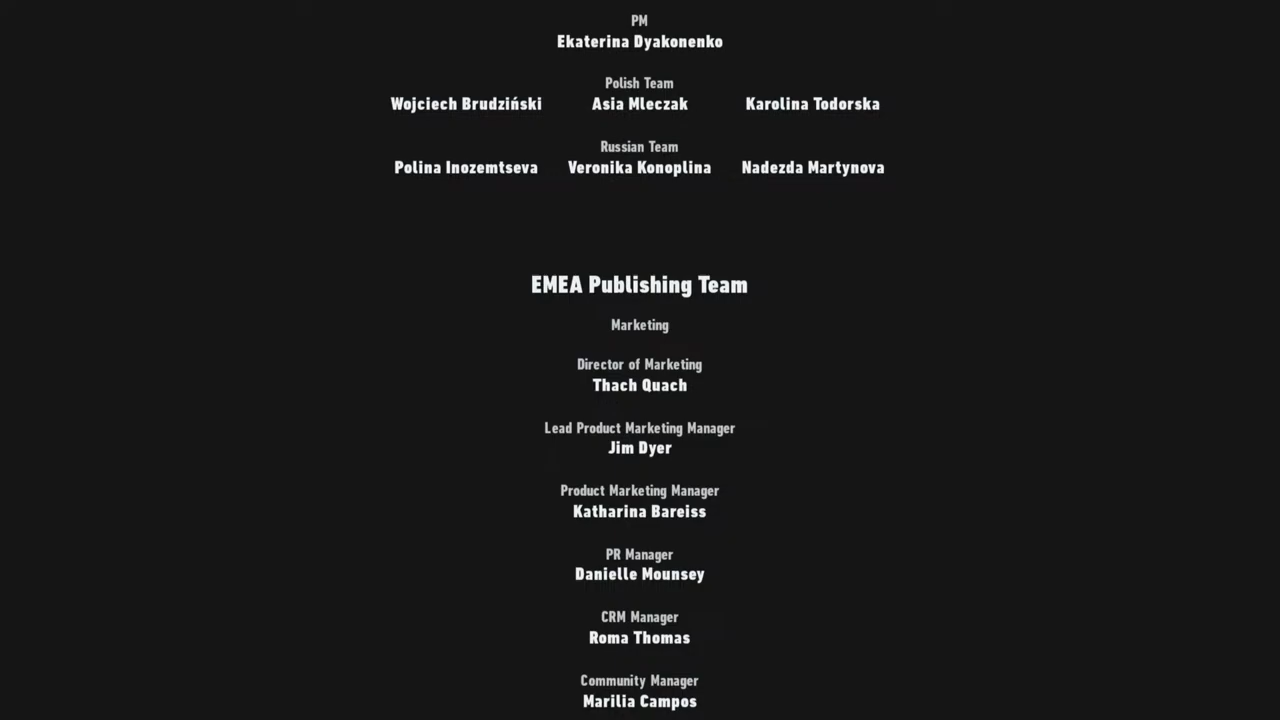 PM
Ekaterina Dyakonenko
Polish Team
Wojciech Brudziński Asia Mleczak Karolina Todorska
Russian Team
Polina Inozemtseva Veronika Konoplina Nadezda Martynova
EMEA Publishing Team
Marketing
Director of Marketing
Thach Quach
Lead Product Marketing Manager
Jim Dyer
Product Marketing Manager
Katharina Bareiss
PR Manager
Danielle Mounsey
CRM Manager
Roma Thomas
Community Manager
Marilia Campos